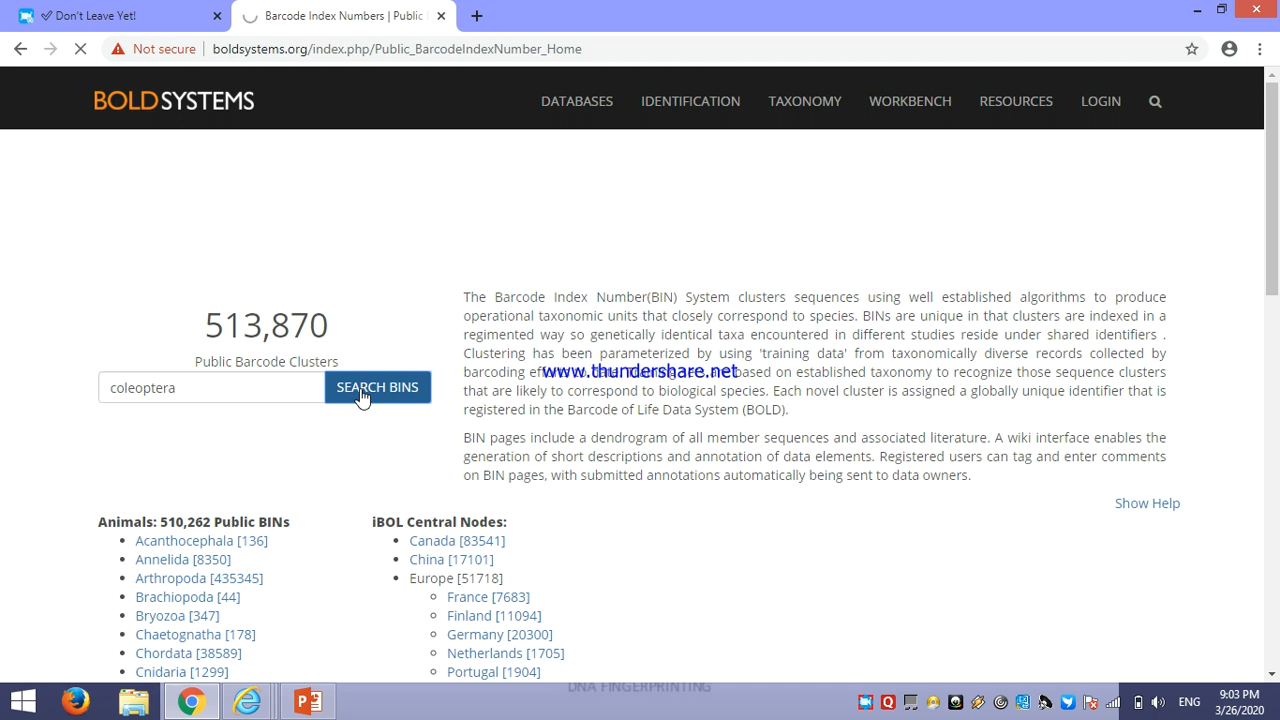 ✓ Don't Leave Yet!
Barcode Index Numbers | Public
Not secure
boldsystems.org/index.php/Public_BarcodeIndexNumber_Home
BOLDSYSTEMS
DATABASES
IDENTIFICATION
TAXONOMY
WORKBENCH
RESOURCES
LOGIN
513,870
Public Barcode Clusters
coleoptera
SEARCH BINS
The Barcode Index Number(BIN) System clusters sequences using well established algorithms to produce
operational taxonomic units that closely correspond to species. BINs are unique in that clusters are indexed in a
regimented way so genetically identical taxa encountered in different studies reside under shared identifiers .
Clustering has been parameterized by using 'training data' from taxonomically diverse records collected by
barcoding based on established taxonomy to recognize those sequence clusters
www.thundershare.net
that are likely to correspond to biological species. Each novel cluster is assigned a globally unique identifier that is
registered in the Barcode of Life Data System (BOLD).
BIN pages include a dendrogram of all member sequences and associated literature. A wiki interface enables the
generation of short descriptions and annotation of data elements. Registered users can tag and enter comments
on BIN pages, with submitted annotations automatically being sent to data owners.
Show Help
Animals: 510,262 Public BINs
Acanthocephala [136]
Annelida [8350]
Arthropoda [435345]
Brachiopoda [44]
Bryozoa [347]
Chaetognatha [178]
Chordata [38589]
Cnidaria [1299]
iBOL Central Nodes:
Canada [83541]
China [17101]
Europe [51718]
France [7683]
Finland [11094]
Germany [20300]
Netherlands [1705]
Portugal [1904]
DNA FINGERPRINTING
ENG
9:03 PM
3/26/2020